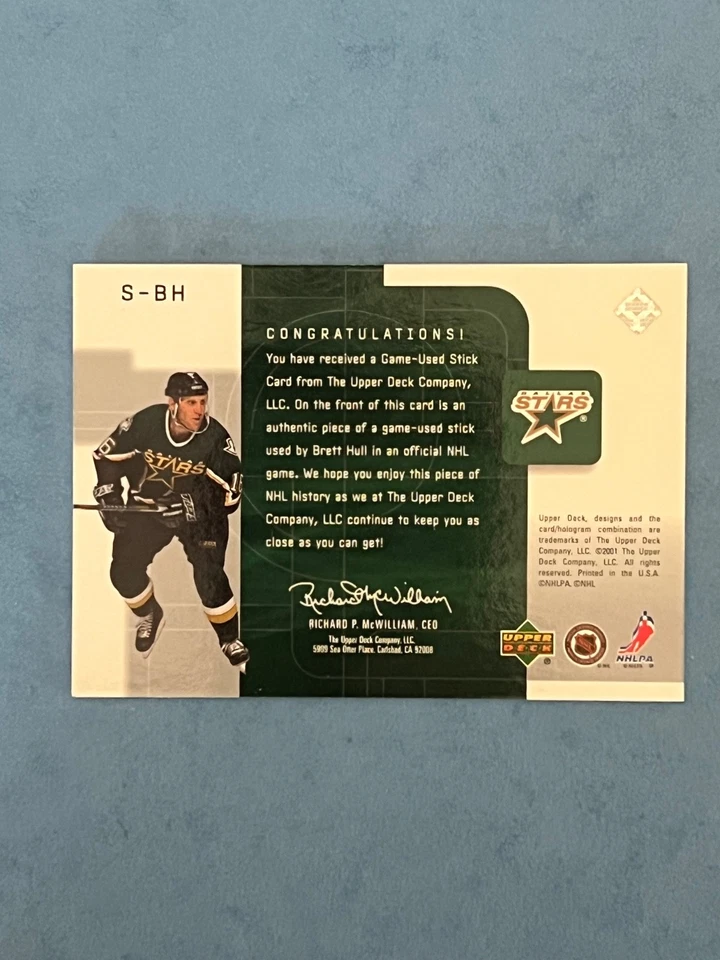 S-BH
CONGRATULATIONS!
You have received a Game-Used Stick
Card from The Upper Deck Company,
LLC. On the front of this card is an
authentic piece of a game-used stick
used by Brett Hull in an official NHL
game. We hope you enjoy this piece of
NHL history as we at The Upper Deck
Company, LLC continue to keep you as
close as you can get!
Richard P. McWilliam
RICHARD P. McWILLIAM, CEO
The Upper Deck Company, LLC.
5909 Sea Otter Place, Carlsbad, CA 92008
DALLAS
STARS
®
Upper Deck, designs and the
card/hologram combination are
trademarks of The Upper Deck
Company, LLC. ©2001 The Upper
Deck Company, LLC. All rights
reserved. Printed in the U.S.A.
©NHLPA, ©NHL
UPPER
DECK
®
NHL
NHLPA
STARS